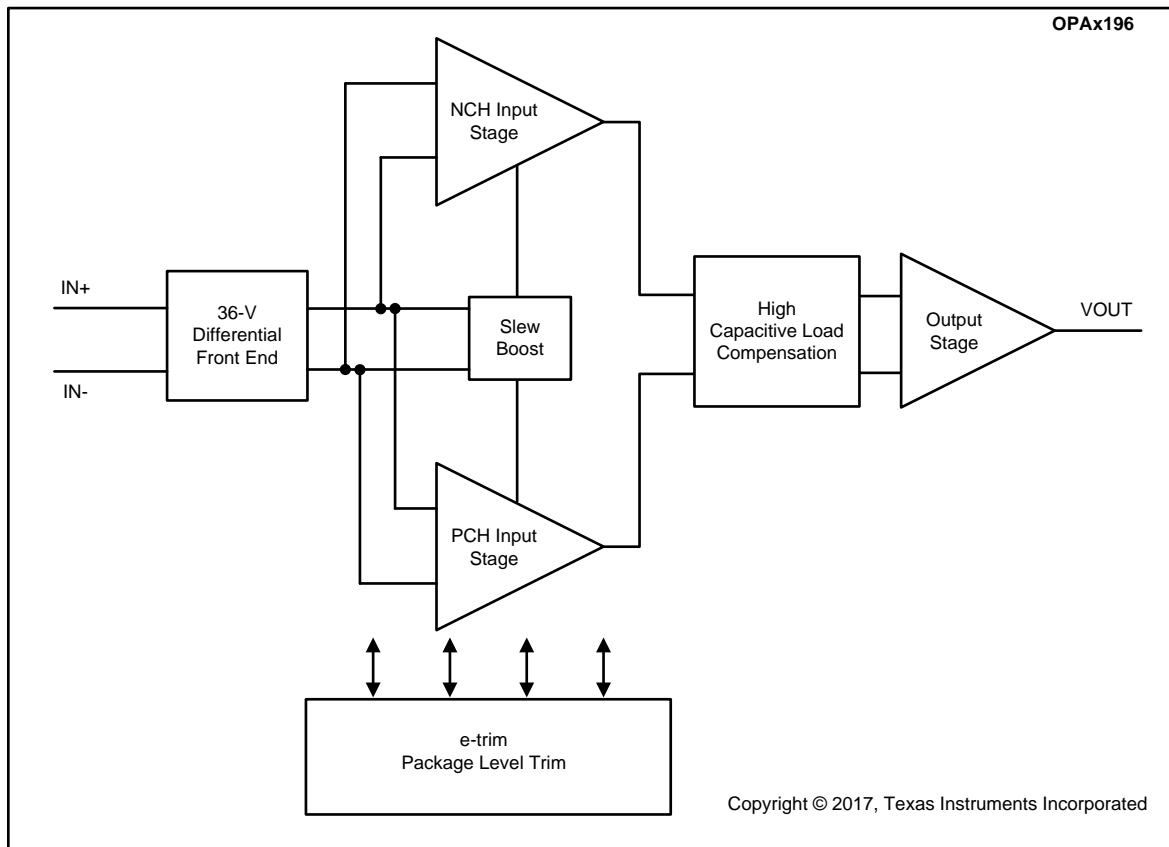 OPAx196
NCH Input
Stage
IN+
36-V
Differential
Front End
IN-
Slew
Boost
High
Capacitive Load
Compensation
Output
Stage
VOUT
PCH Input
Stage
e-trim
Package Level Trim
Copyright © 2017, Texas Instruments Incorporated